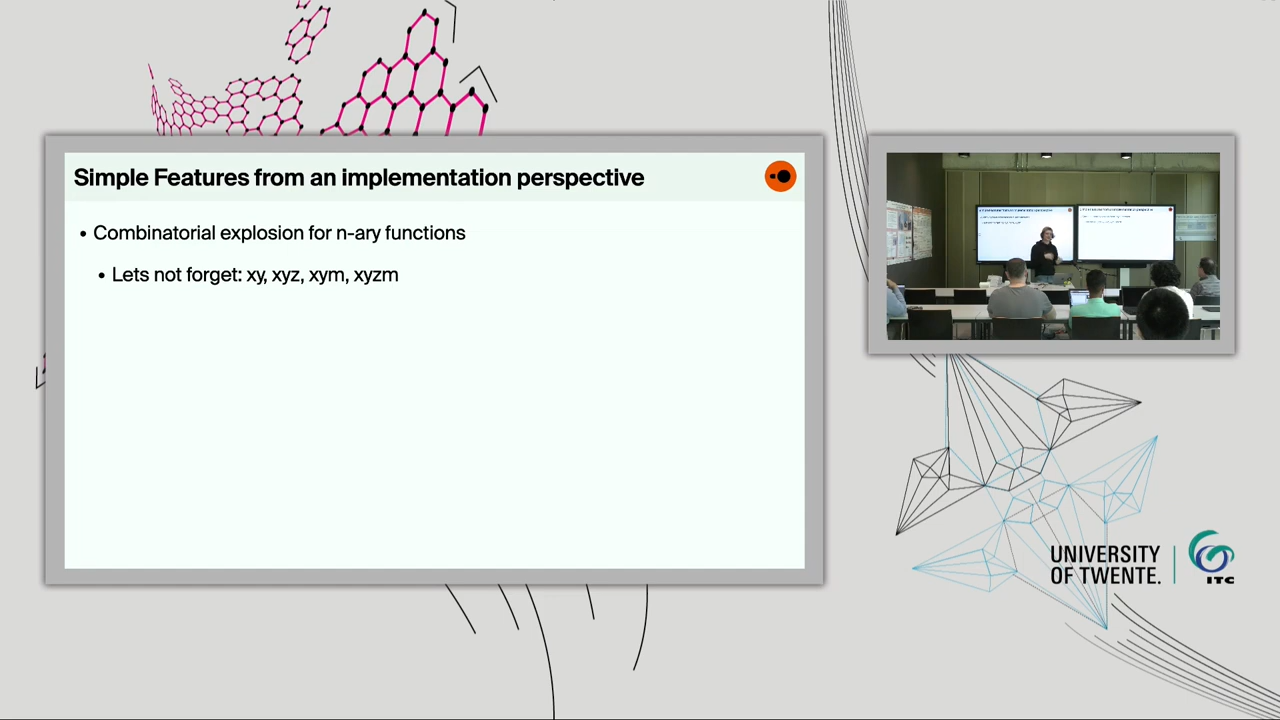 Simple Features from an implementation perspective
• Combinatorial explosion for n-ary functions
• Lets not forget: xy, xyz, xym, xyzm
UNIVERSITY
OF TWENTE.
ITC